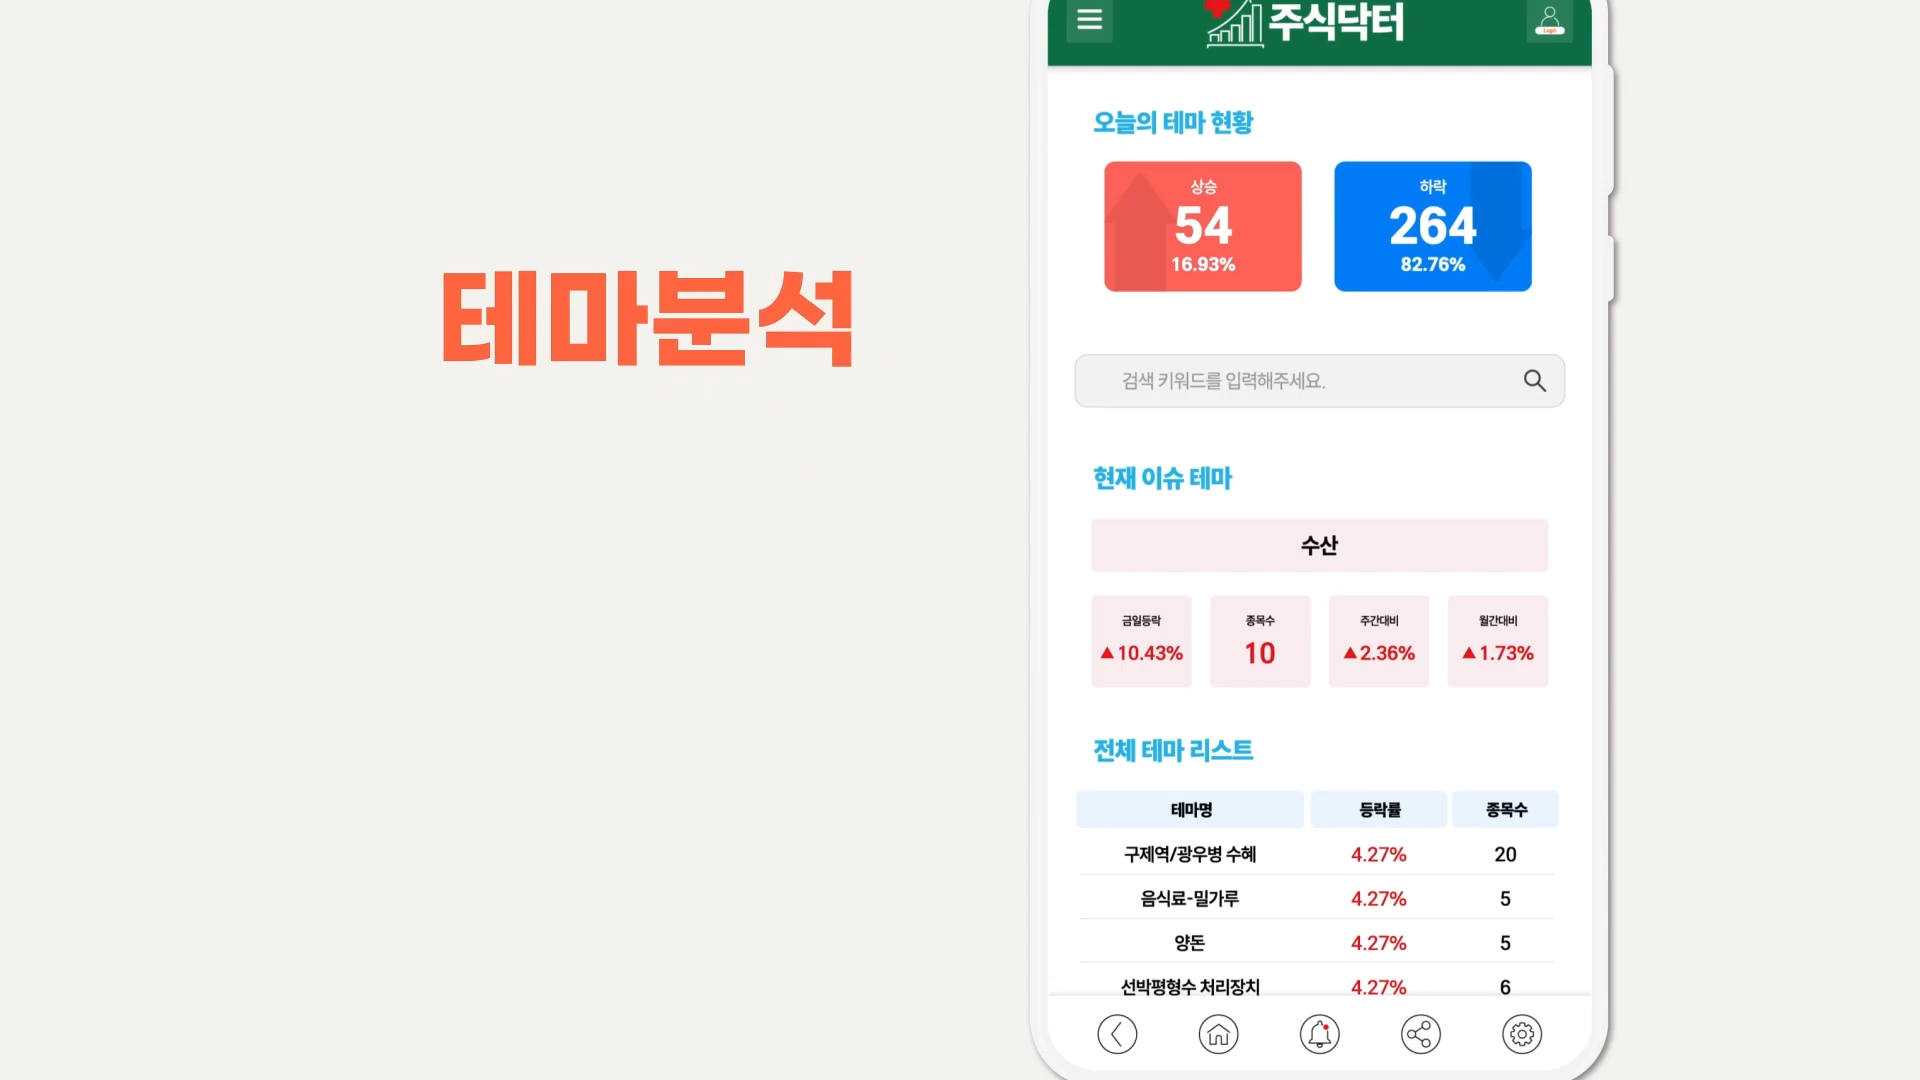 테마분석
주식닥터
Login
오늘의 테마 현황
상승
54
16.93%
하락
264
82.76%
검색 키워드를 입력해주세요.
현재 이슈 테마
수산
금일등락
▲10.43%
종목수
10
주간대비
▲2.36%
월간대비
▲1.73%
전체 테마 리스트
테마명 등락률 종목수
구제역/광우병 수혜 4.27% 20
음식료-밀가루 4.27% 5
양돈 4.27% 5
선박평형수 처리장치 4.27% 6